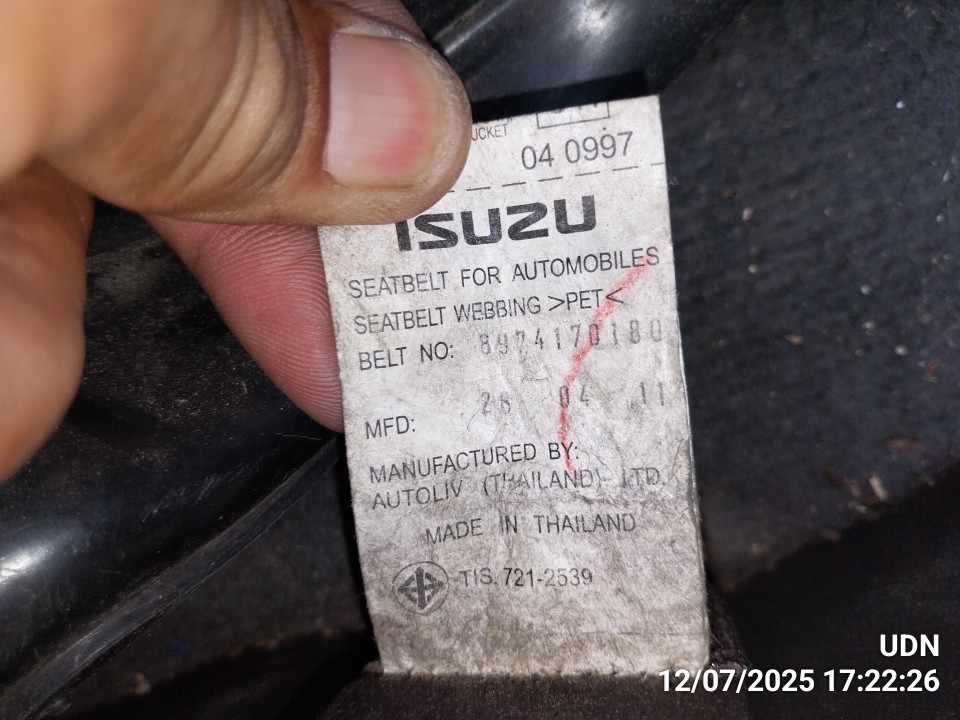 UCKET
04 0997
ISUZU
SEATBELT FOR AUTOMOBILES
SEATBELT WEBBING >PET<
BELT NO: 8974170180
MFD: 26 04 11
MANUFACTURED BY:
AUTOLIV (THAILAND) LTD.
MADE IN THAILAND
TIS. 721-2539
UDN
12/07/2025 17:22:26